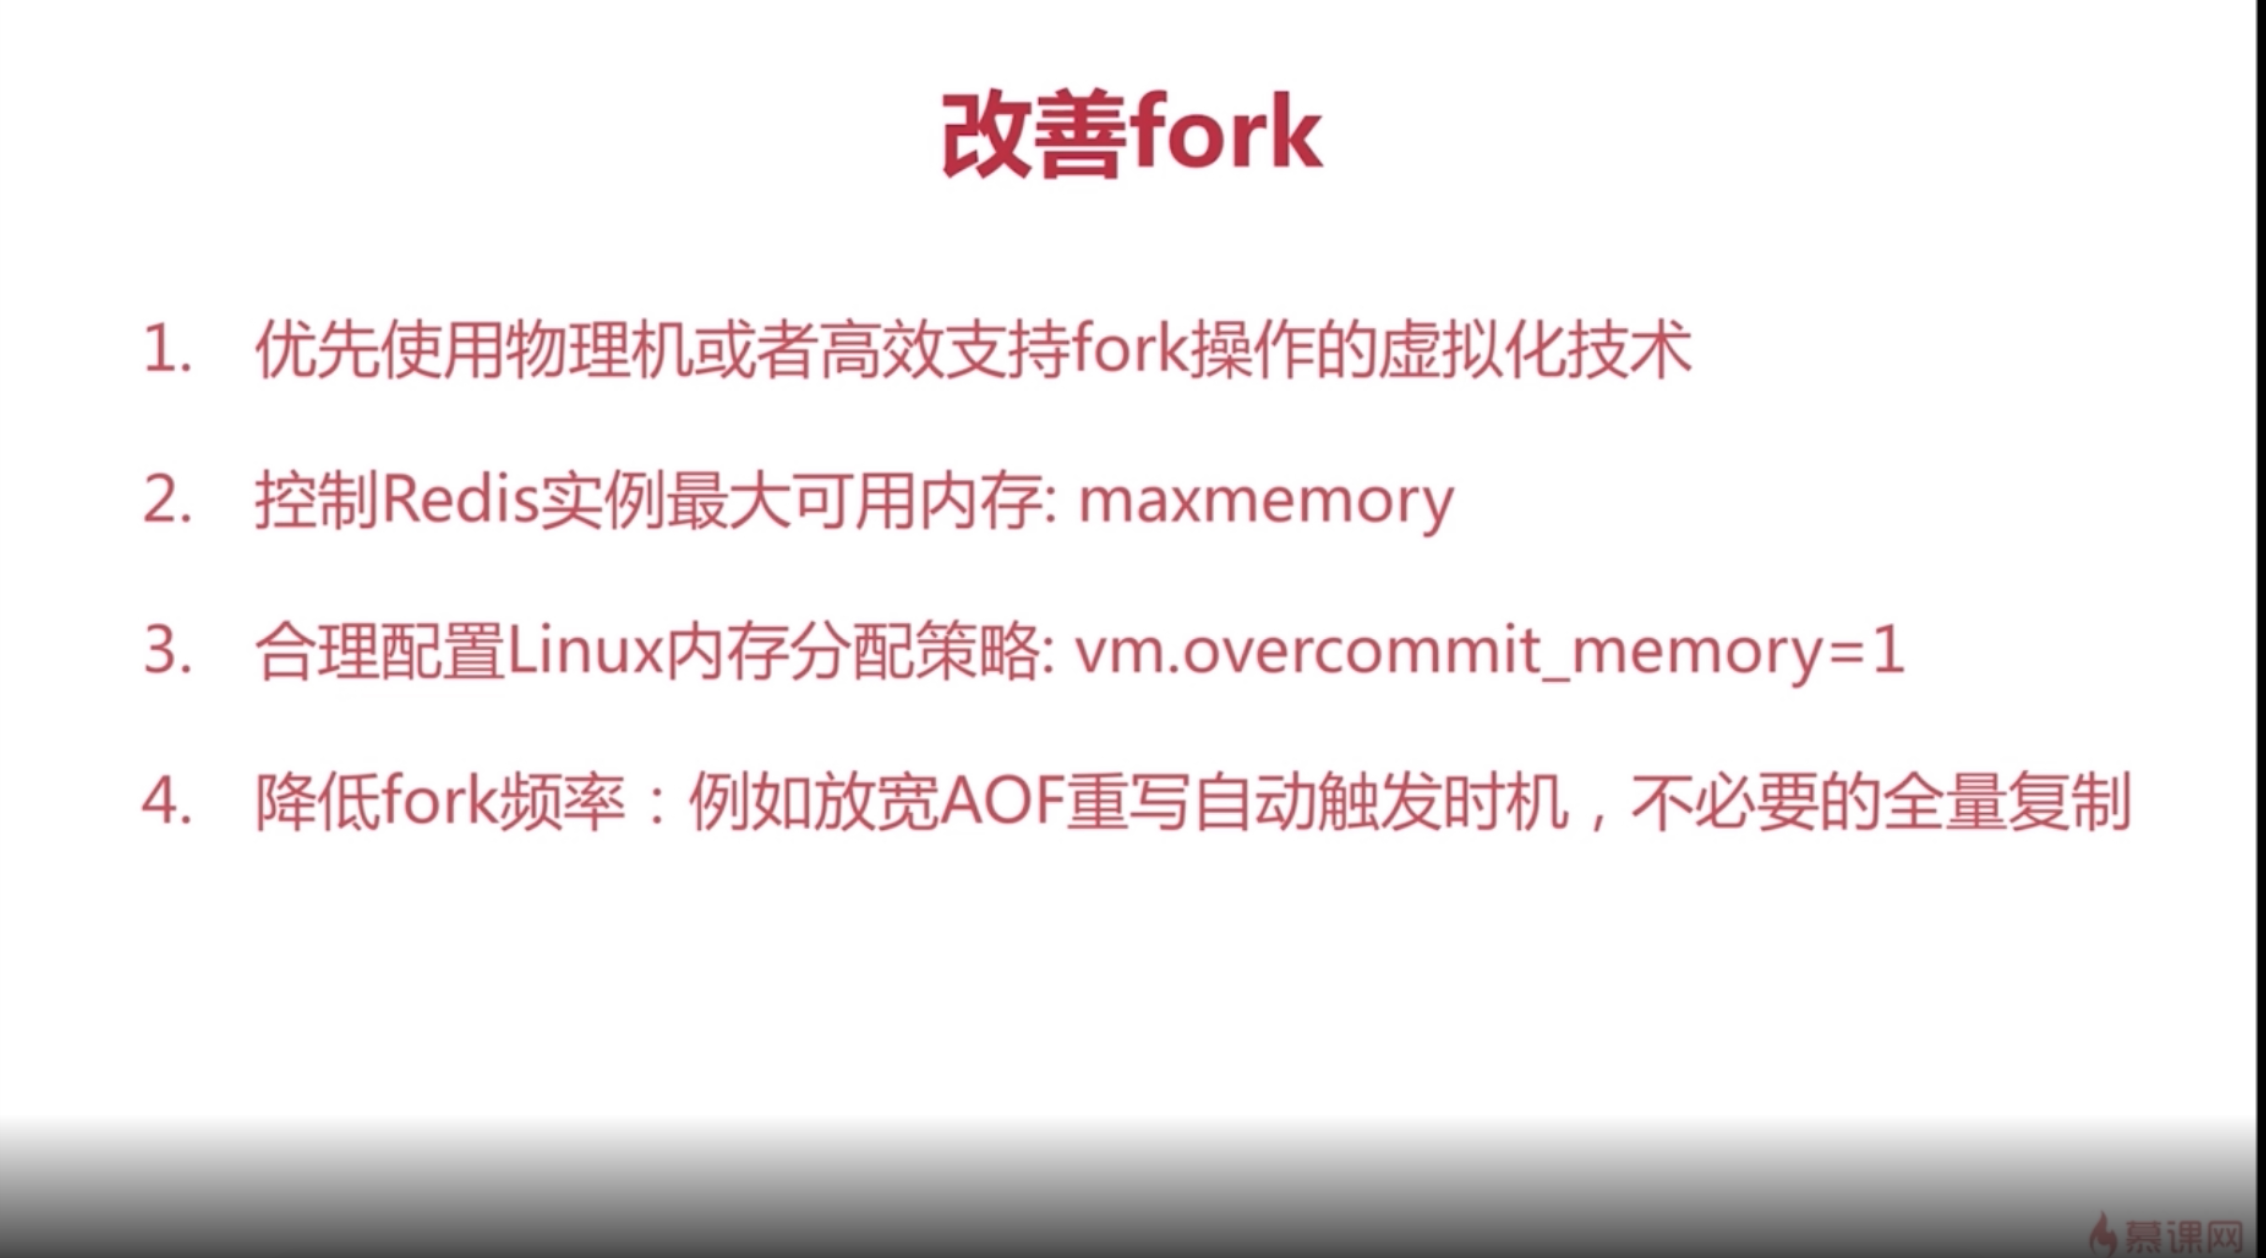 改善fork
1. 优先使用物理机或者高效支持fork操作的虚拟化技术
2. 控制Redis实例最大可用内存: maxmemory
3. 合理配置Linux内存分配策略: vm.overcommit_memory=1
4. 降低fork频率：例如放宽AOF重写自动触发时机，不必要的全量复制
慕课网